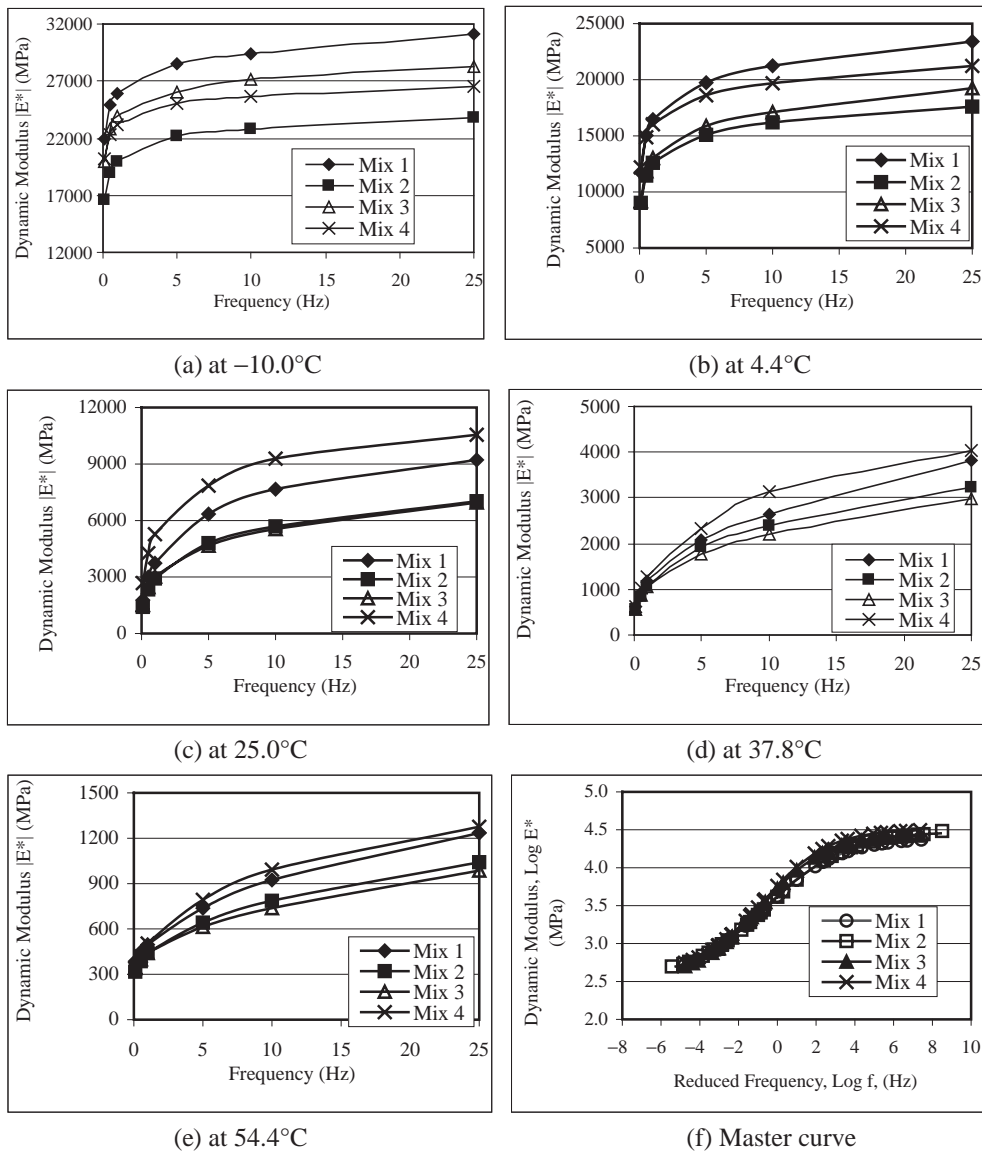 32000
27000
22000
17000
12000
Dynamic Modulus |E*| (MPa)
0 5 10 15 20 25
Frequency (Hz)
Mix 1
Mix 2
Mix 3
Mix 4
(a) at −10.0°C
25000
20000
15000
10000
5000
Dynamic Modulus |E*| (MPa)
0 5 10 15 20 25
Frequency (Hz)
Mix 1
Mix 2
Mix 3
Mix 4
(b) at 4.4°C
12000
9000
6000
3000
0
Dynamic Modulus |E*| (MPa)
0 5 10 15 20 25
Frequency (Hz)
Mix 1
Mix 2
Mix 3
Mix 4
(c) at 25.0°C
5000
4000
3000
2000
1000
0
Dynamic Modulus |E*| (MPa)
0 5 10 15 20 25
Frequency (Hz)
Mix 1
Mix 2
Mix 3
Mix 4
(d) at 37.8°C
1500
1200
900
600
300
0
Dynamic Modulus |E*| (MPa)
0 5 10 15 20 25
Frequency (Hz)
Mix 1
Mix 2
Mix 3
Mix 4
(e) at 54.4°C
5.0
4.5
4.0
3.5
3.0
2.5
2.0
Dynamic Modulus, Log E*
(MPa)
−8 −6 −4 −2 0 2 4 6 8 10
Reduced Frequency, Log f, (Hz)
Mix 1
Mix 2
Mix 3
Mix 4
(f) Master curve